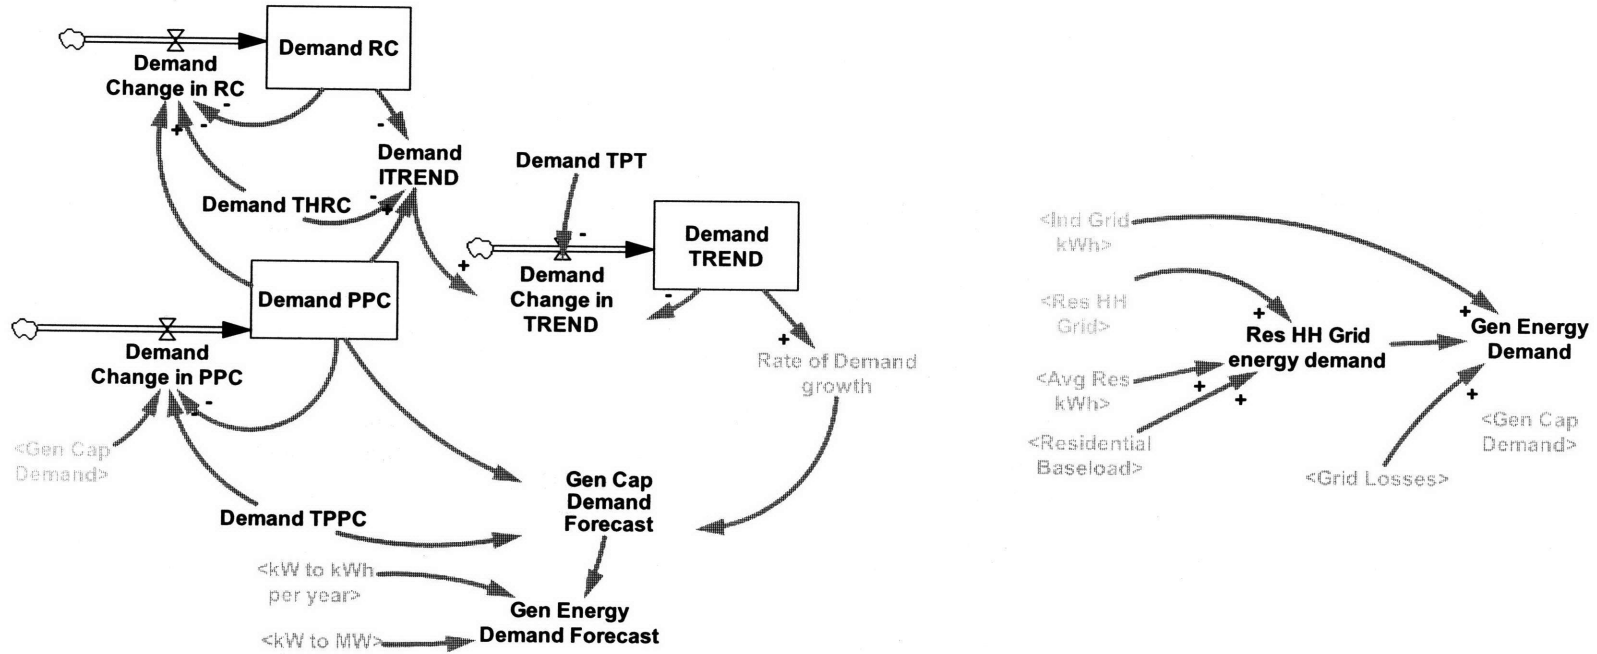 Demand RC
Demand
Change in RC
-
-
+
-
Demand
ITREND
Demand TPT
Demand THRC
-
+
<Ind Grid
kWh>
-
Demand
TREND
+
Demand
Change in
TREND
Demand PPC
-
<Res HH
Grid>
+
+
Res HH Grid
energy demand
Gen Energy
Demand
Demand
Change in PPC
+
Rate of Demand
growth
<Avg Res
kWh>
+
+
+
-
-
<Gen Cap
Demand>
<Gen Cap
Demand>
<Residential
Baseload>
<Grid Losses>
Gen Cap
Demand
Forecast
Demand TPPC
<kW to kWh
per year>
Gen Energy
Demand Forecast
<kW to MW>